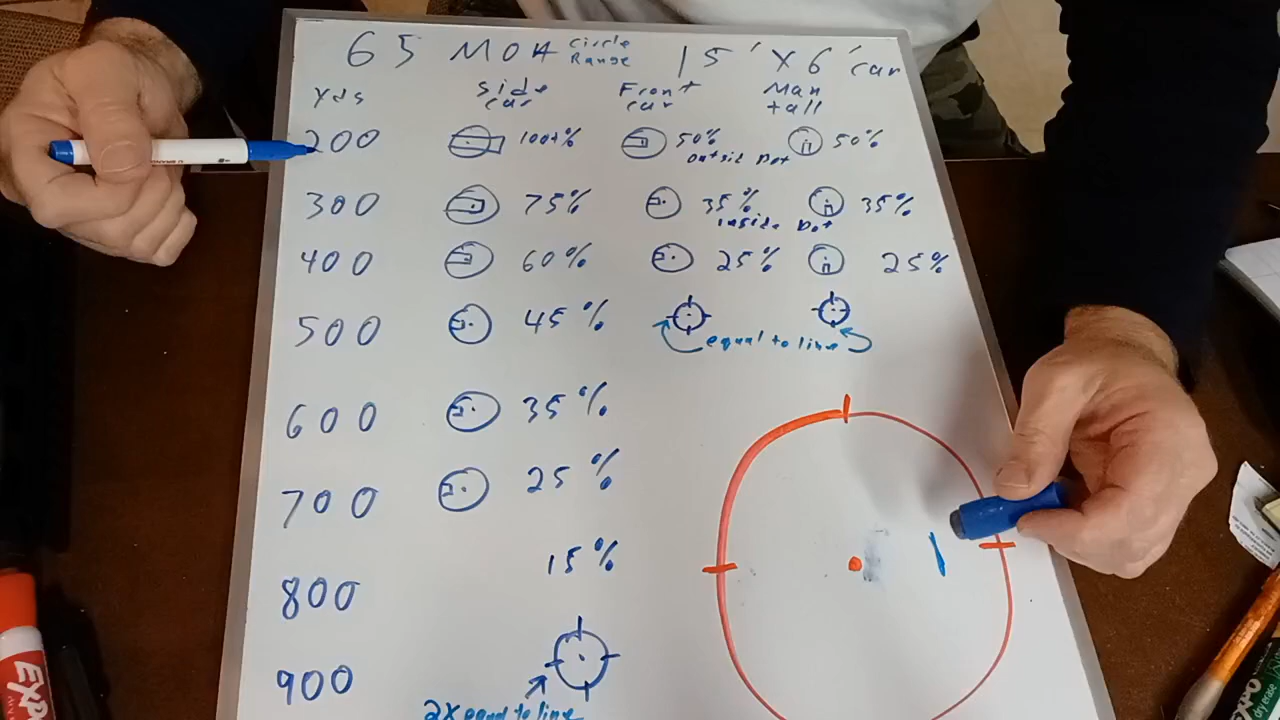 65 MOA Circle Range 15' X 6' car
Yds Side car Front car Man tall
200 100+% 50% 50%
outsid Dot
300 75% 35% 35%
inside Dot
400 60% 25% 25%
500 45%
equal to line
600 35%
700 25%
15%
800
900
2X equal to line
EXP